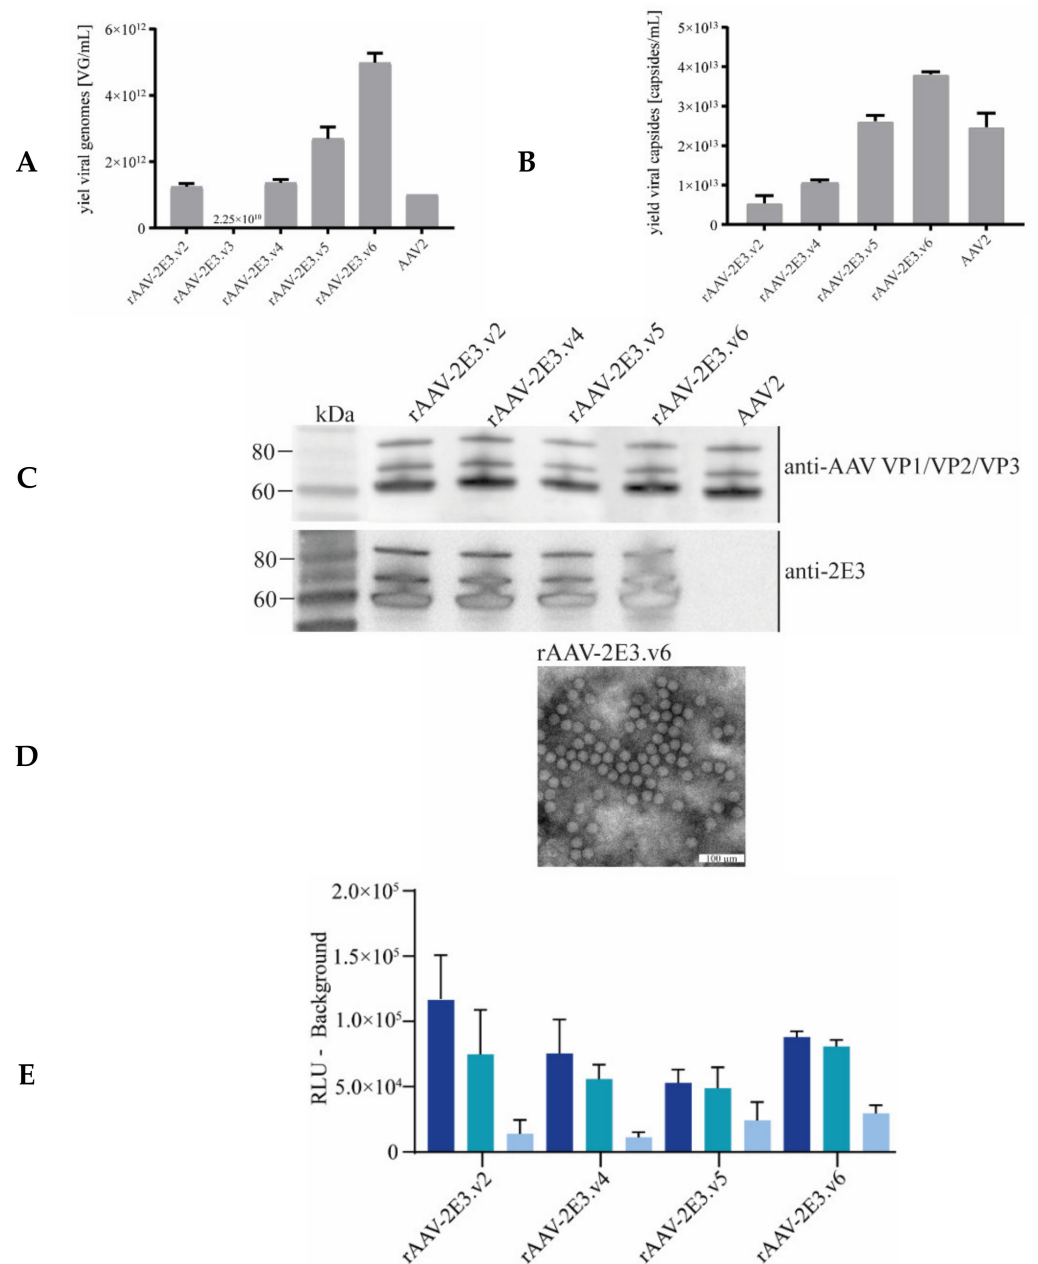 A
yiel viral genomes [VG/mL]
6×10¹²
4×10¹²
2×10¹²
0
2.25×10¹⁰
rAAV-2E3.v2
rAAV-2E3.v3
rAAV-2E3.v4
rAAV-2E3.v5
rAAV-2E3.v6
AAV2
B
yield viral capsides [capsides/mL]
5×10¹³
4×10¹³
3×10¹³
2×10¹³
1×10¹³
0
rAAV-2E3.v2
rAAV-2E3.v4
rAAV-2E3.v5
rAAV-2E3.v6
AAV2
C
kDa
rAAV-2E3.v2
rAAV-2E3.v4
rAAV-2E3.v5
rAAV-2E3.v6
AAV2
80
60
anti-AAV VP1/VP2/VP3
80
60
anti-2E3
D
rAAV-2E3.v6
100 nm
E
RLU - Background
2.0×10⁵
1.5×10⁵
1.0×10⁵
5.0×10⁴
0
rAAV-2E3.v2
rAAV-2E3.v4
rAAV-2E3.v5
rAAV-2E3.v6